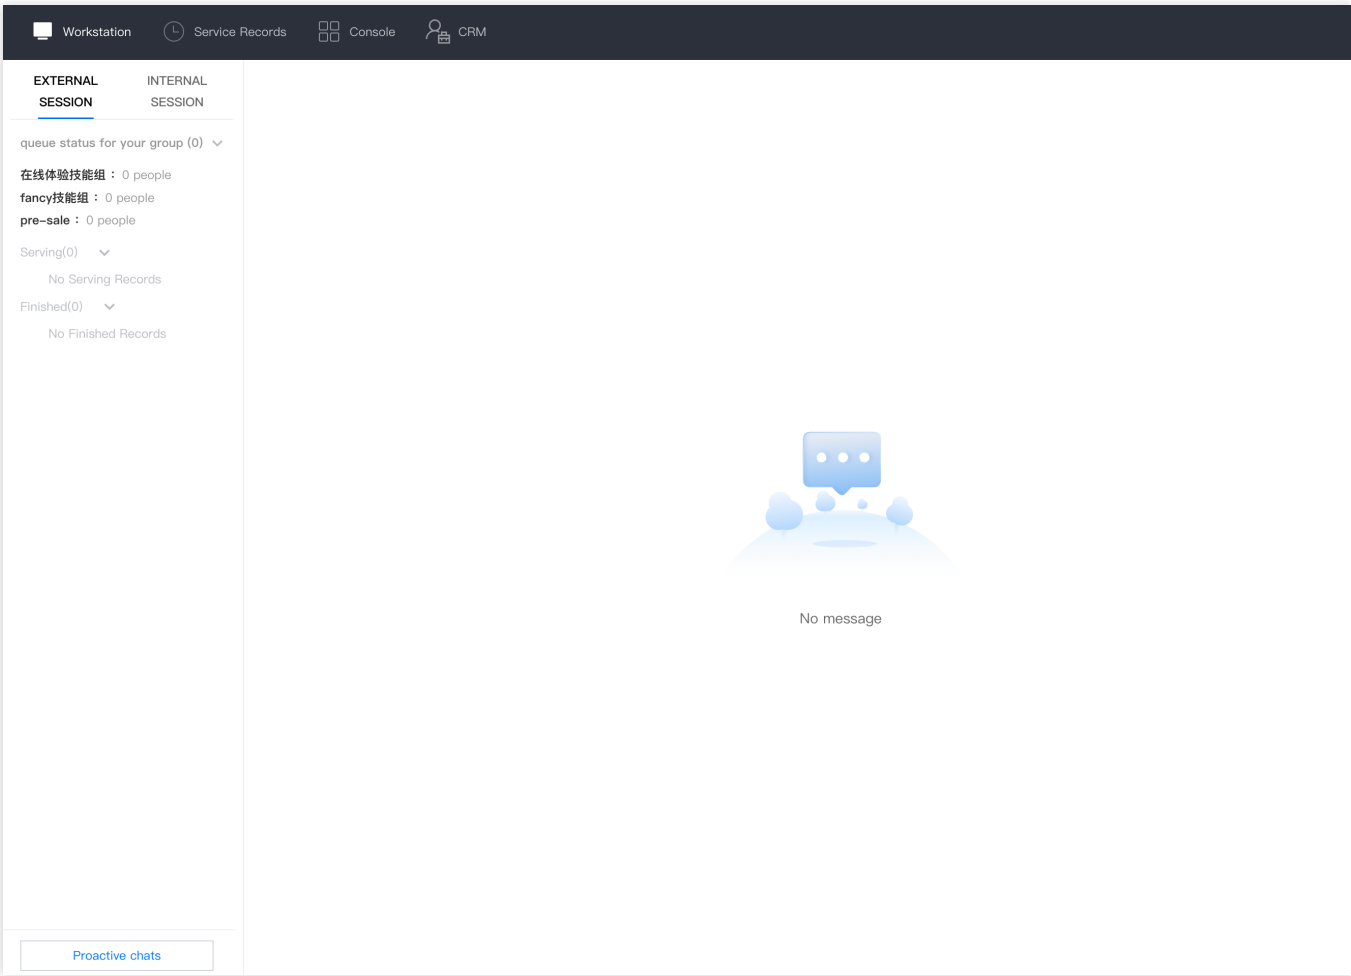 Workstation
Service Records
Console
CRM
EXTERNAL
SESSION
INTERNAL
SESSION
queue status for your group (0)
在线体验技能组： 0 people
fancy技能组： 0 people
pre-sale： 0 people
Serving(0)
No Serving Records
Finished(0)
No Finished Records
No message
Proactive chats